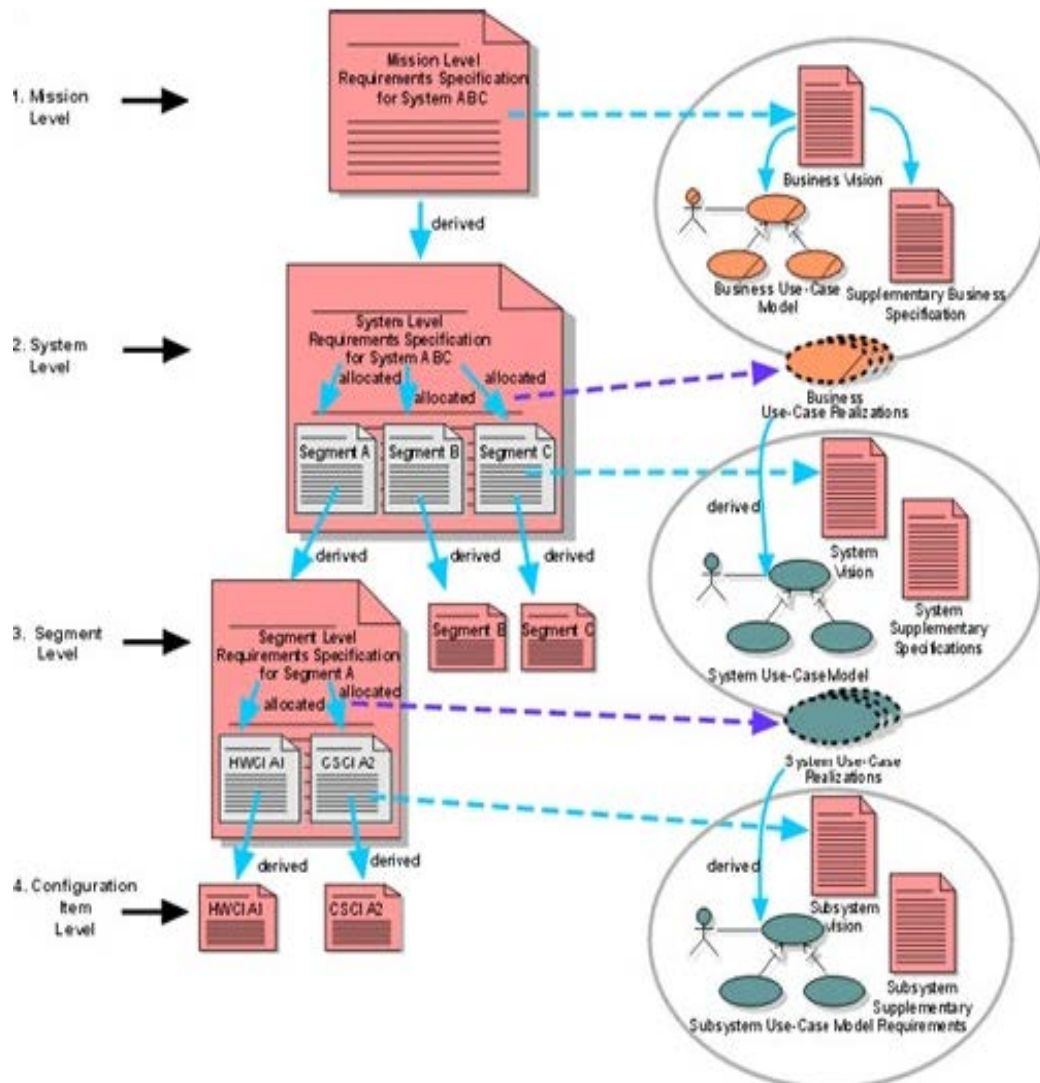 1. Mission
Level
Mission Level
Requirements Specification
for System ABC
Business Vision
Business Use-Case
Model
Supplementary Business
Specification
derived
2. System
Level
System Level
Requirements Specification
for System ABC
allocated
allocated
allocated
Segment A
Segment B
Segment C
Business
Use-Case Realizations
derived
System
Vision
System
Supplementary
Specifications
System Use-Case Model
derived
derived
derived
3. Segment
Level
Segment Level
Requirements Specification
for Segment A
allocated
allocated
Segment B
Segment C
HWCI A1
CSCI A2
System Use-Case
Realizations
derived
Subsystem
Vision
Subsystem
Supplementary
Subsystem Use-Case Model Requirements
derived
derived
4. Configuration
Item
Level
HWCI A1
CSCI A2